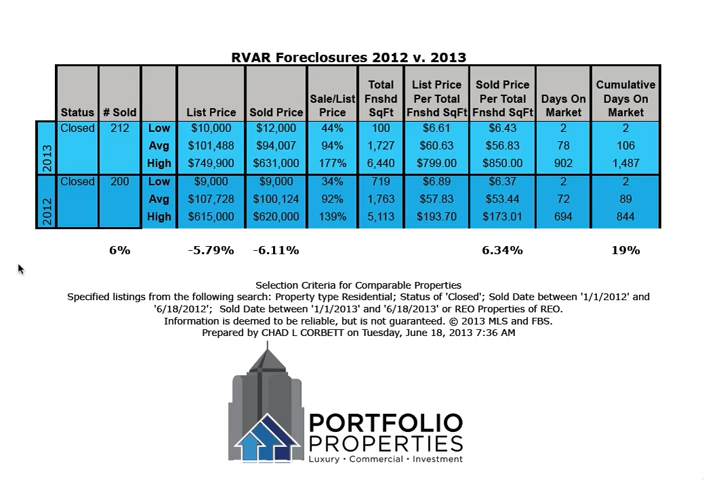 RVAR Foreclosures 2012 v. 2013
Status # Sold List Price Sold Price Sale/List Price Total Fnshd SqFt List Price Per Total Fnshd SqFt Sold Price Per Total Fnshd SqFt Days On Market Cumulative Days On Market
2013 Closed 212 Low $10,000 $12,000 44% 100 $6.61 $6.43 2 2
Avg $101,488 $94,007 94% 1,727 $60.63 $56.83 78 106
High $749,900 $631,000 177% 6,440 $799.00 $850.00 902 1,487
2012 Closed 200 Low $9,000 $9,000 34% 719 $6.89 $6.37 2 2
Avg $107,728 $100,124 92% 1,763 $57.83 $53.44 72 89
High $615,000 $620,000 139% 5,113 $193.70 $173.01 694 844
6% -5.79% -6.11% 6.34% 19%
Selection Criteria for Comparable Properties
Specified listings from the following search: Property type Residential; Status of 'Closed'; Sold Date between '1/1/2012' and
'6/18/2012'; Sold Date between '1/1/2013' and '6/18/2013' or REO Properties of REO.
Information is deemed to be reliable, but is not guaranteed. © 2013 MLS and FBS.
Prepared by CHAD L CORBETT on Tuesday, June 18, 2013 7:36 AM
PORTFOLIO
PROPERTIES
Luxury • Commercial • Investment